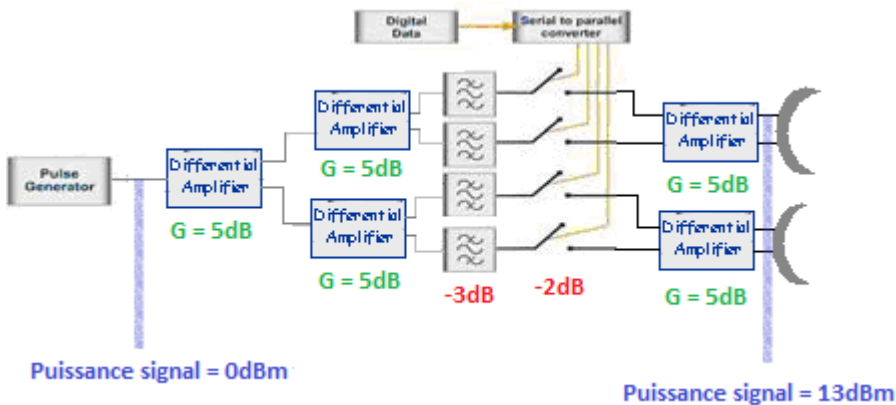 Digital
Data
Serial to parallel
converter
Differential
Amplifier
G = 5dB
Differential
Amplifier
G = 5dB
Pulse
Generator
Differential
Amplifier
G = 5dB
Differential
Amplifier
G = 5dB
Differential
Amplifier
G = 5dB
-3dB
-2dB
Puissance signal = 0dBm
Puissance signal = 13dBm